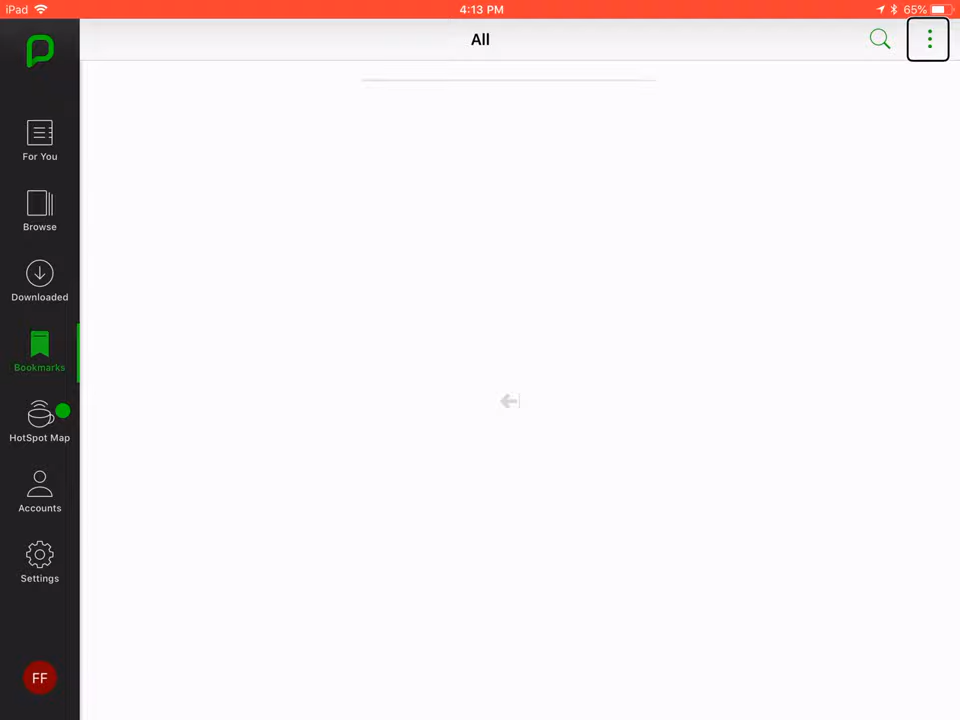 iPad 4:13 PM 65%
All
For You
Browse
Downloaded
Bookmarks
HotSpot Map
Accounts
Settings
FF